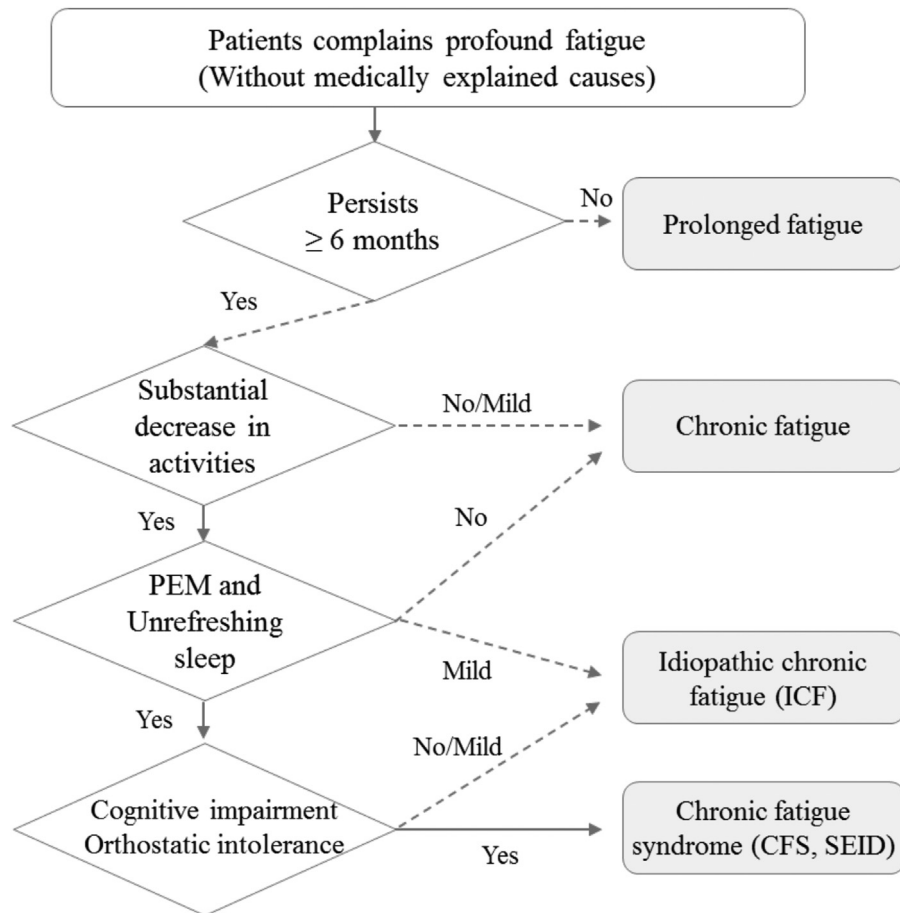 Patients complains profound fatigue
(Without medically explained causes)
Persists
≥ 6 months
No
Prolonged fatigue
Yes
Substantial
decrease in
activities
No/Mild
Chronic fatigue
Yes
No
PEM and
Unrefreshing
sleep
Mild
Idiopathic chronic
fatigue (ICF)
Yes
No/Mild
Cognitive impairment
Orthostatic intolerance
Yes
Chronic fatigue
syndrome (CFS, SEID)